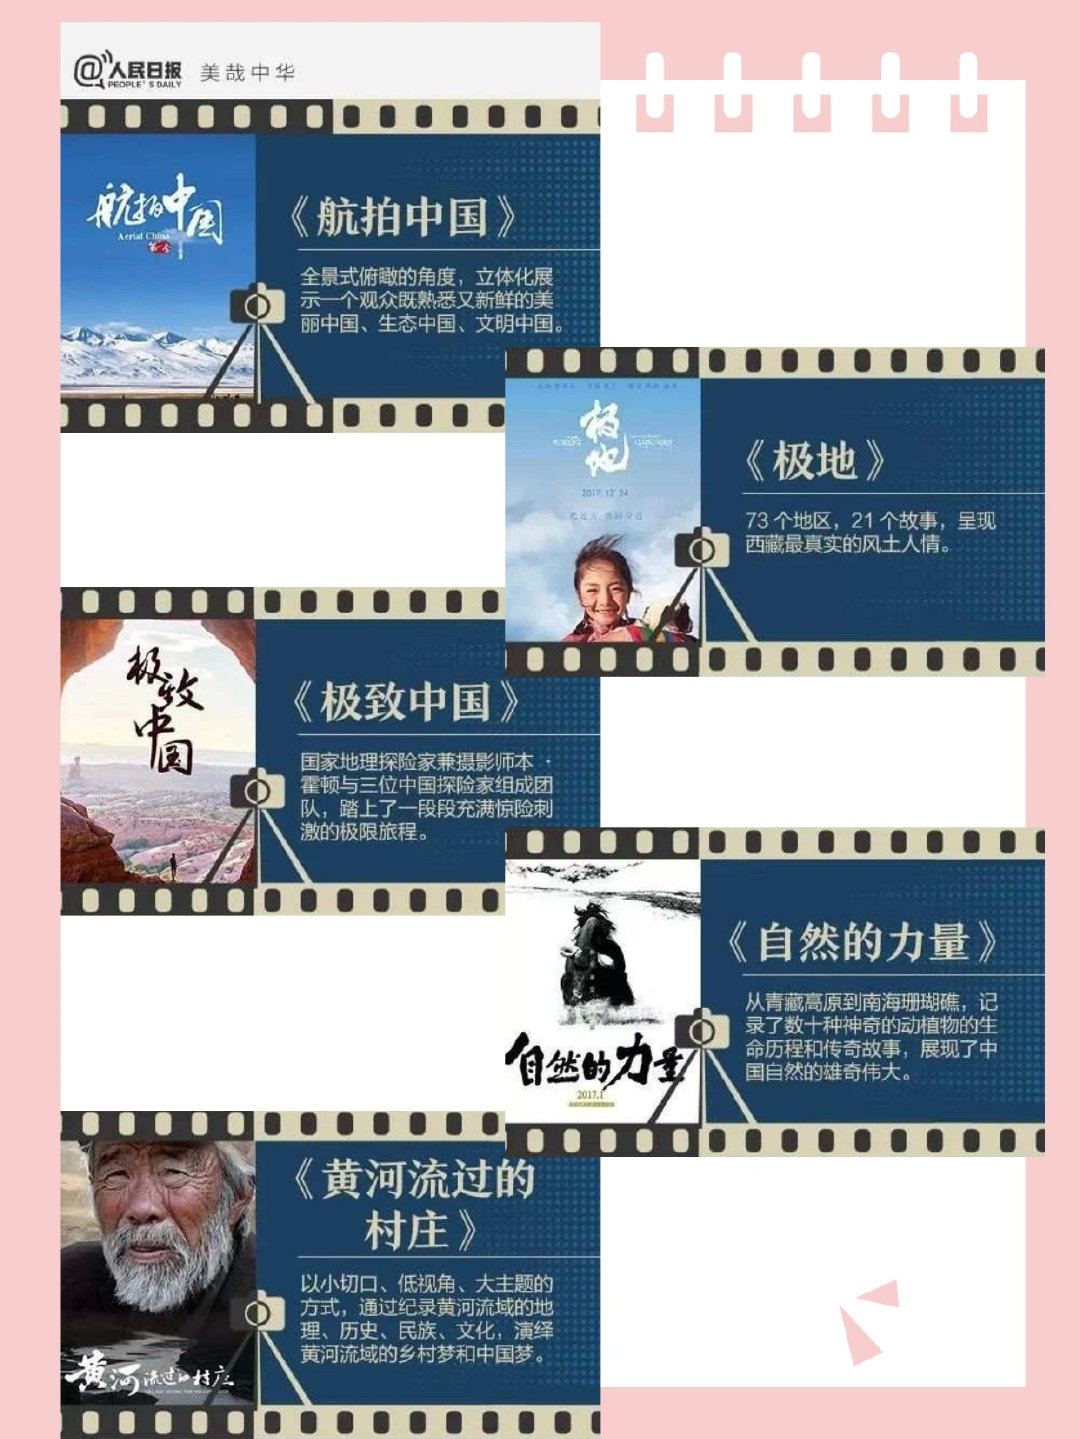 @人民日报
PEOPLE'S DAILY
美哉中华
航拍中国
Aerial China
《航拍中国》
全景式俯瞰的角度，立体化展
示一个观众既熟悉又新鲜的美
丽中国、生态中国、文明中国。
极地
2017.12.24
《极地》
73个地区，21个故事，呈现
西藏最真实的风土人情。
极致中国
《极致中国》
国家地理探险家兼摄影师本·
霍顿与三位中国探险家组成团
队，踏上了一段段充满惊险刺
激的极限旅程。
自然的力量
2017.1
《自然的力量》
从青藏高原到南海珊瑚礁，记
录了数十种神奇的动植物的生
命历程和传奇故事，展现了中
国自然的雄奇伟大。
黄河流过的村庄
《黄河流过的
村庄》
以小切口、低视角、大主题的
方式，通过纪录黄河流域的地
理、历史、民族、文化，演绎
黄河流域的乡村梦和中国梦。